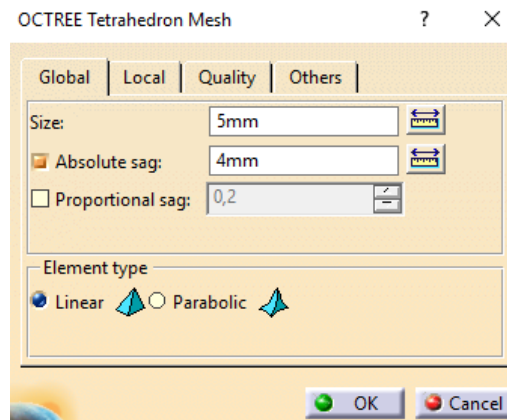 OCTREE Tetrahedron Mesh ? ×
Global Local Quality Others
Size: 5mm
Absolute sag: 4mm
Proportional sag: 0,2
Element type
Linear Parabolic
OK Cancel